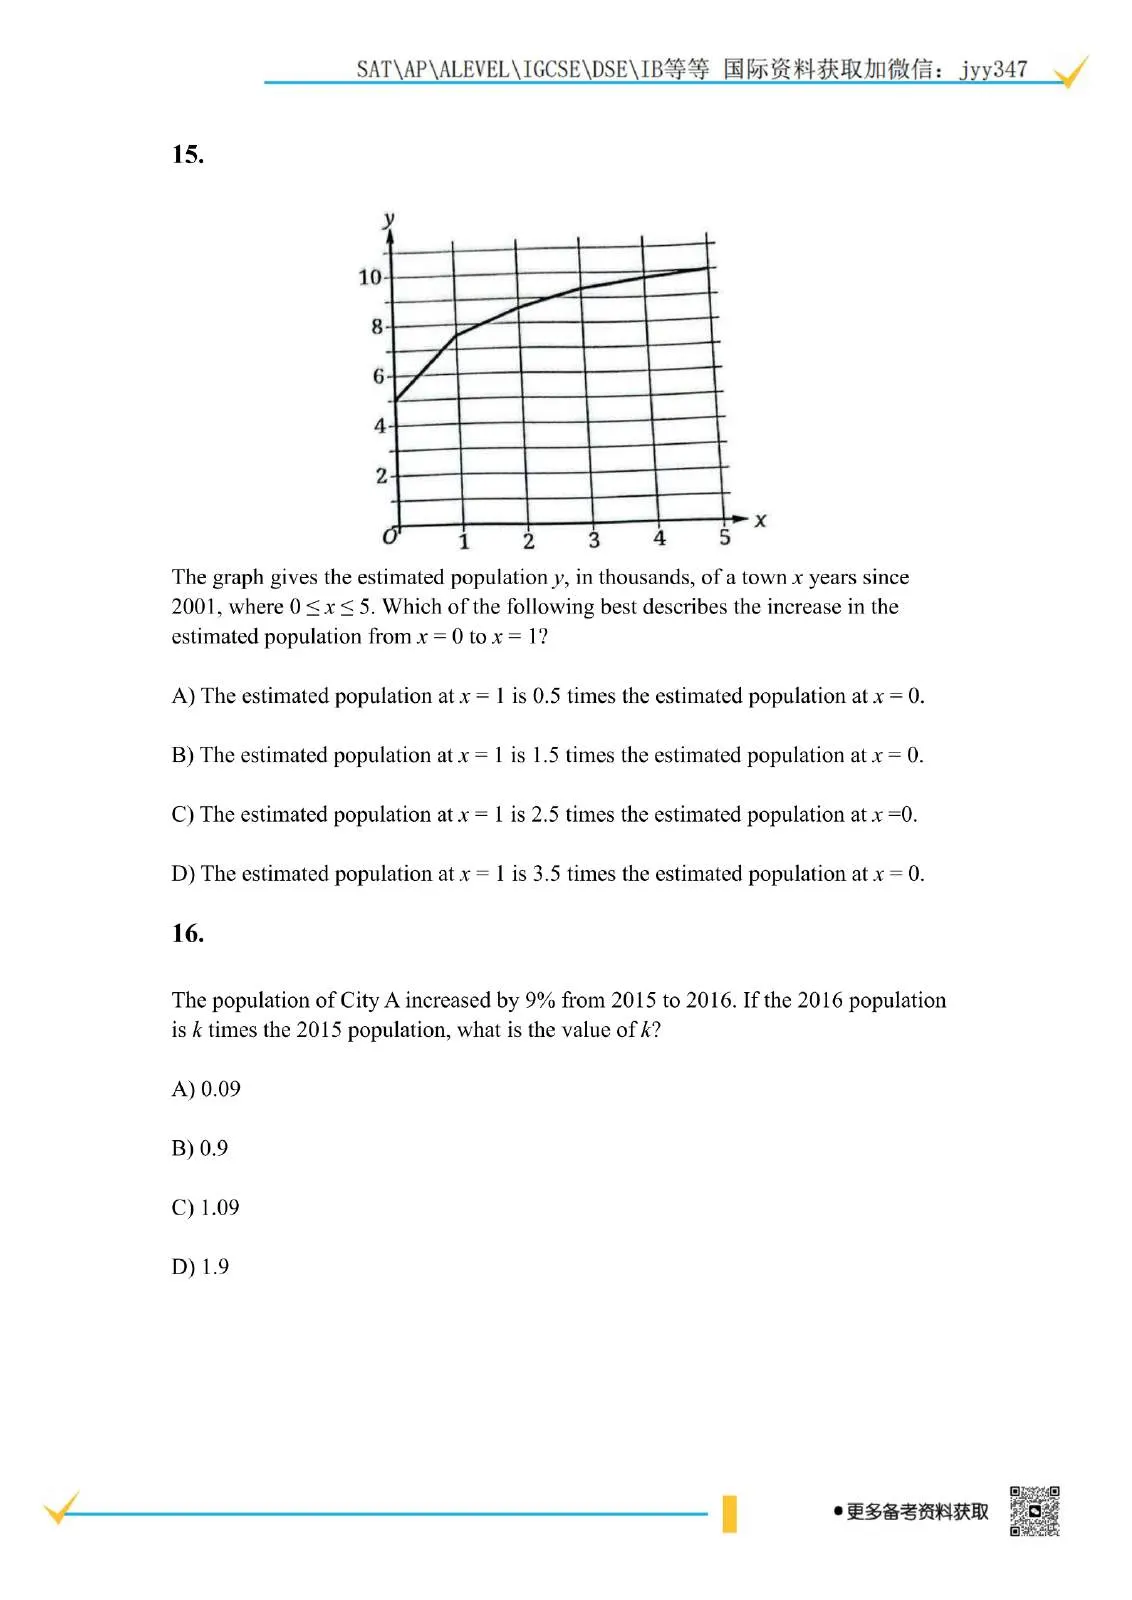 SAT\AP\ALEVEL\IGCSE\DSE\IB等等 国际资料获取加微信：jyy347
15.
y
10
8
6
4
2
O
1
2
3
4
5
x
The graph gives the estimated population y, in thousands, of a town x years since
2001, where 0 ≤ x ≤ 5. Which of the following best describes the increase in the
estimated population from x = 0 to x = 1?
A) The estimated population at x = 1 is 0.5 times the estimated population at x = 0.
B) The estimated population at x = 1 is 1.5 times the estimated population at x = 0.
C) The estimated population at x = 1 is 2.5 times the estimated population at x =0.
D) The estimated population at x = 1 is 3.5 times the estimated population at x = 0.
16.
The population of City A increased by 9% from 2015 to 2016. If the 2016 population
is k times the 2015 population, what is the value of k?
A) 0.09
B) 0.9
C) 1.09
D) 1.9
•更多备考资料获取